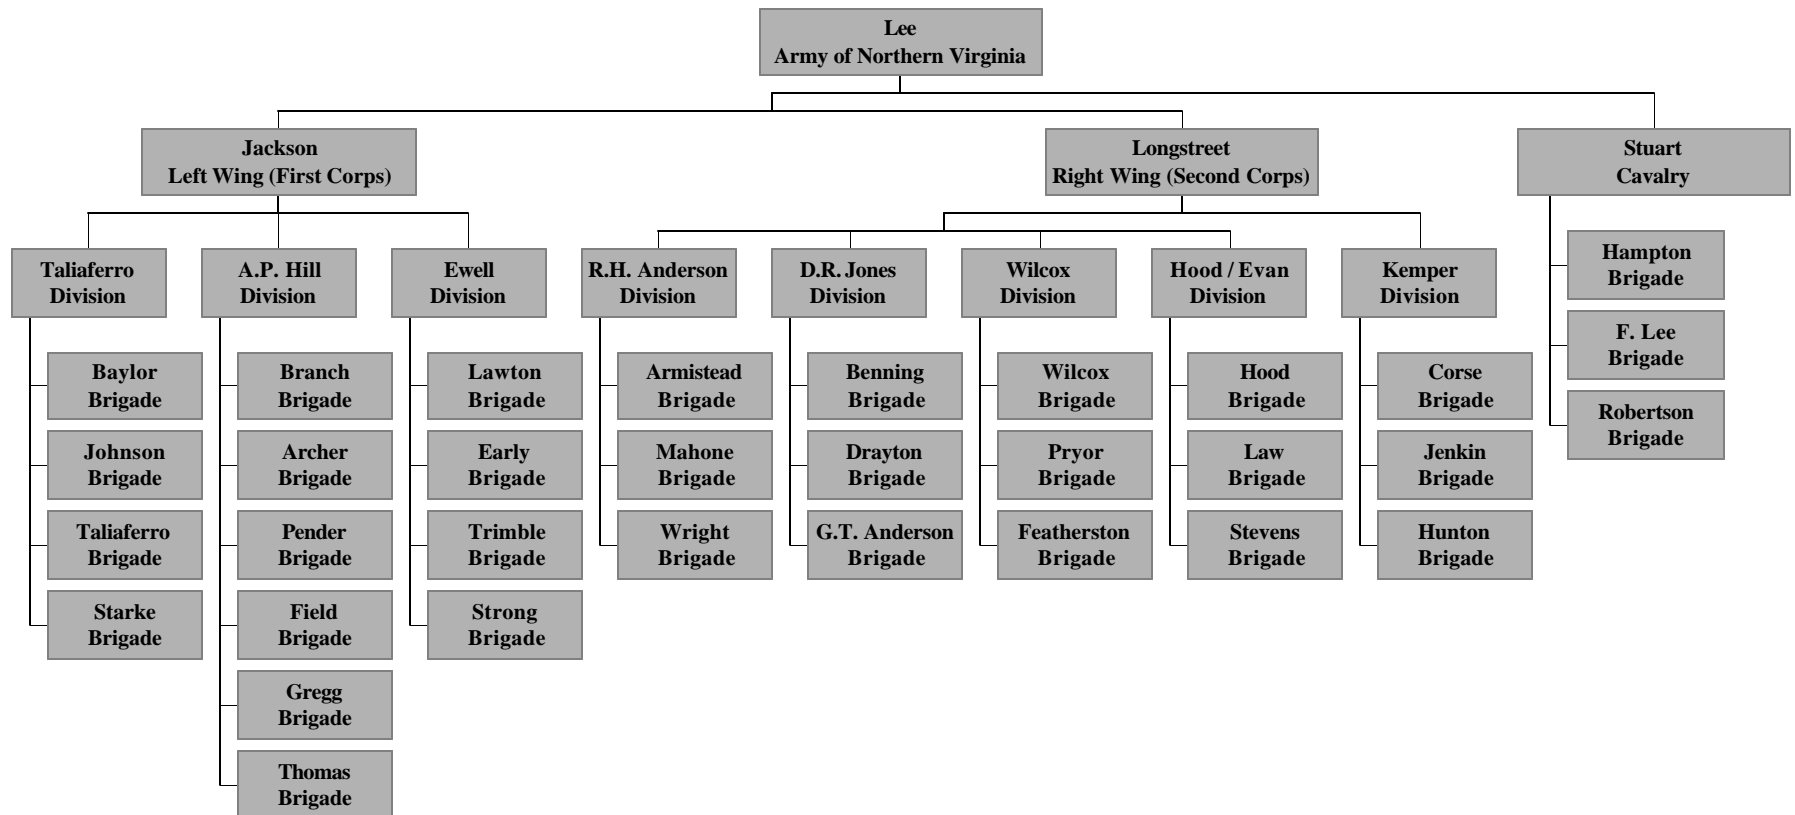 Lee
Army of Northern Virginia
Jackson
Left Wing (First Corps)
Longstreet
Right Wing (Second Corps)
Stuart
Cavalry
Taliaferro
Division
A.P. Hill
Division
Ewell
Division
R.H. Anderson
Division
D.R. Jones
Division
Wilcox
Division
Hood / Evan
Division
Kemper
Division
Baylor
Brigade
Johnson
Brigade
Taliaferro
Brigade
Starke
Brigade
Branch
Brigade
Archer
Brigade
Pender
Brigade
Field
Brigade
Gregg
Brigade
Thomas
Brigade
Lawton
Brigade
Early
Brigade
Trimble
Brigade
Strong
Brigade
Armistead
Brigade
Mahone
Brigade
Wright
Brigade
Benning
Brigade
Drayton
Brigade
G.T. Anderson
Brigade
Wilcox
Brigade
Pryor
Brigade
Featherston
Brigade
Hood
Brigade
Law
Brigade
Stevens
Brigade
Corse
Brigade
Jenkin
Brigade
Hunton
Brigade
Hampton
Brigade
F. Lee
Brigade
Robertson
Brigade